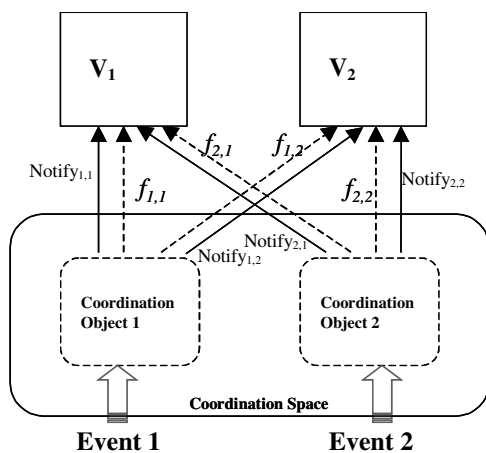 V₁
V₂
f₂,₁
f₁,₂
Notify₁,₁
Notify₂,₂
f₁,₁
f₂,₂
Notify₂,₁
Notify₁,₂
Coordination
Object 1
Coordination
Object 2
Coordination Space
Event 1
Event 2